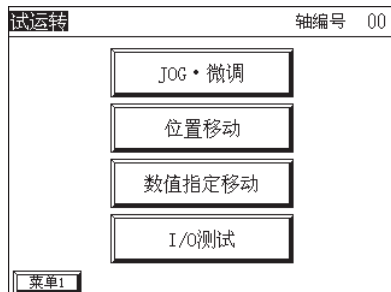 试运转 轴编号 00
JOG・微调
位置移动
数值指定移动
I/O测试
菜单1